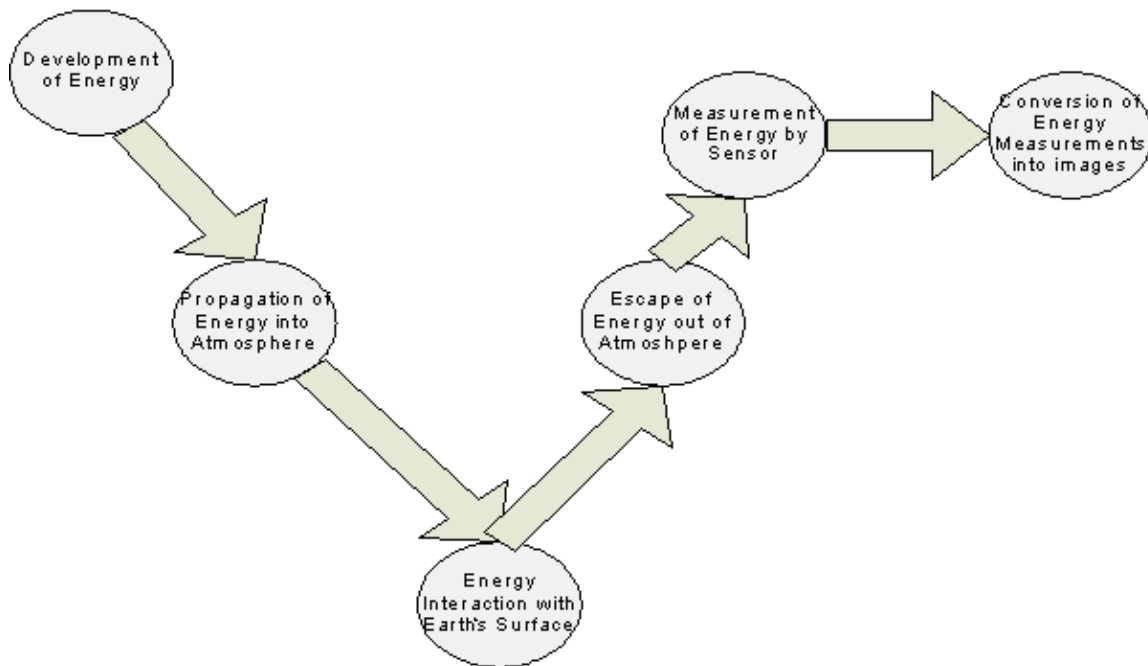 Development
of Energy
Propagation of
Energy into
Atmosphere
Energy
Interaction with
Earth's Surface
Escape of
Energy out of
Atmoshpere
Measurement
of Energy by
Sensor
Conversion of
Energy
Measurements
into images